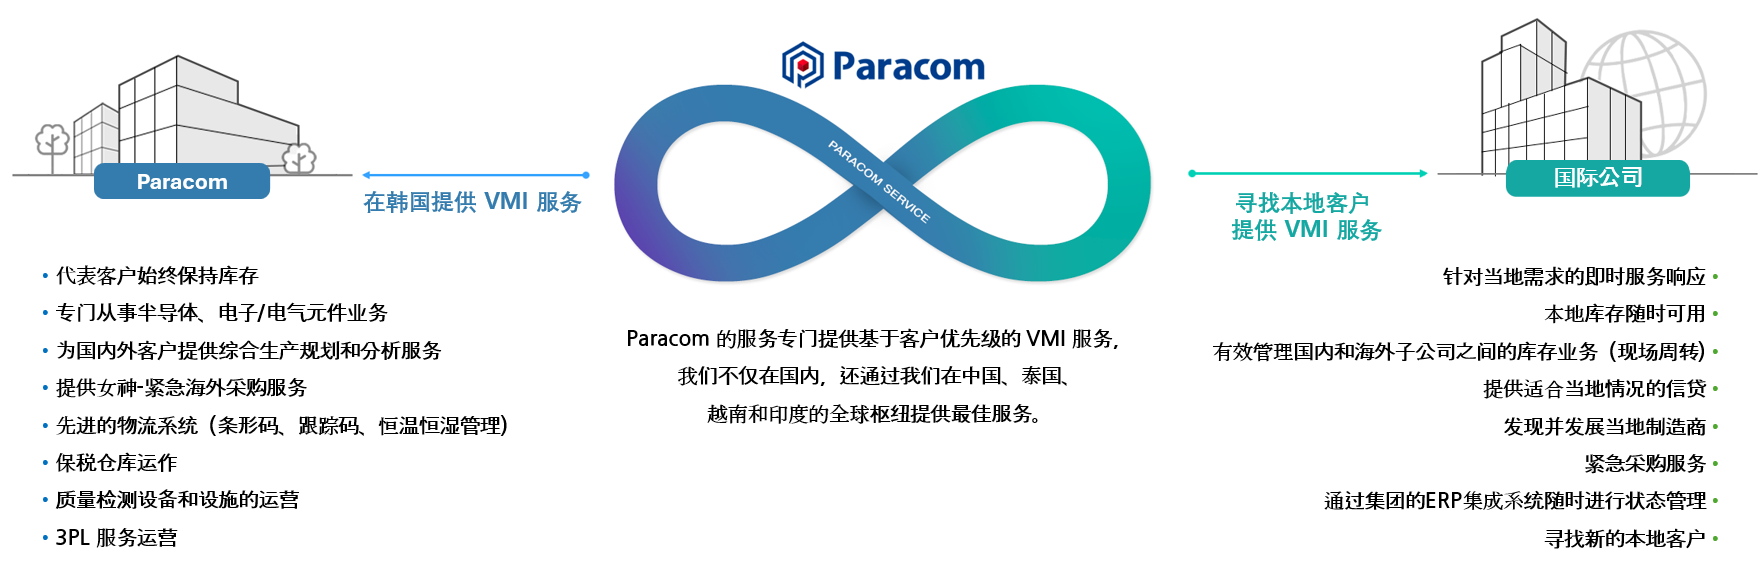 Paracom
PARACOM SERVICE
Paracom
在韩国提供 VMI 服务
代表客户始终保持库存
专门从事半导体、电子/电气元件业务
为国内外客户提供综合生产规划和分析服务
提供女神-紧急海外采购服务
先进的物流系统（条形码、跟踪码、恒温恒湿管理）
保税仓库运作
质量检测设备和设施的运营
3PL 服务运营
Paracom 的服务专门提供基于客户优先级的 VMI 服务，
我们不仅在国内，还通过我们在中国、泰国、
越南和印度的全球枢纽提供最佳服务。
国际公司
寻找本地客户
提供 VMI 服务
针对当地需求的即时服务响应
本地库存随时可用
有效管理国内和海外子公司之间的库存业务（现场周转）
提供适合当地情况的信贷
发现并发展当地制造商
紧急采购服务
通过集团的ERP集成系统随时进行状态管理
寻找新的本地客户